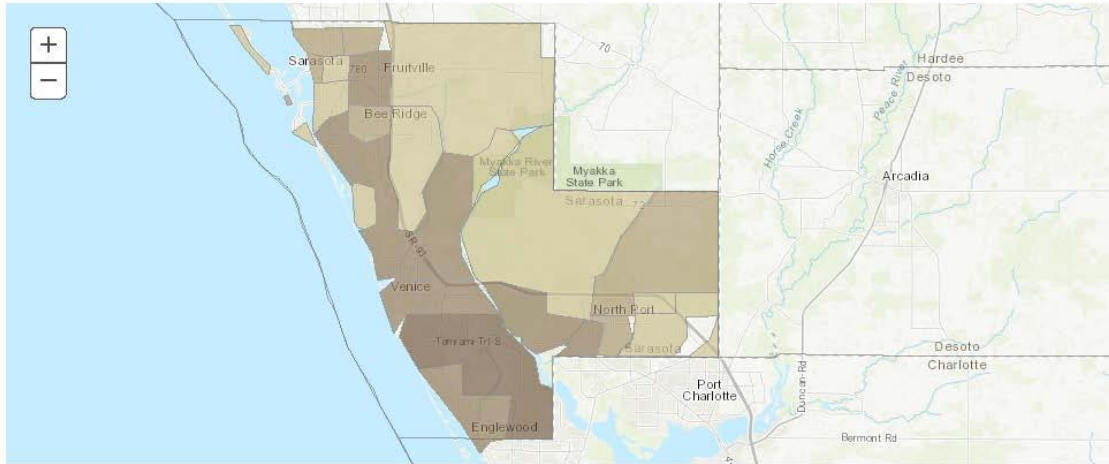 +
−
70
Hardee
Desoto
Sarasota
780
Fruitville
Bee Ridge
Peace River
Horse Creek
Myakka River
State Park
Myakka
State Park
Arcadia
Sarasota
72
SR-93
Venice
North Port
Tamiami Trl S
Sarasota
Desoto
Charlotte
Port
Charlotte
Duncan Rd
Englewood
Bermont Rd